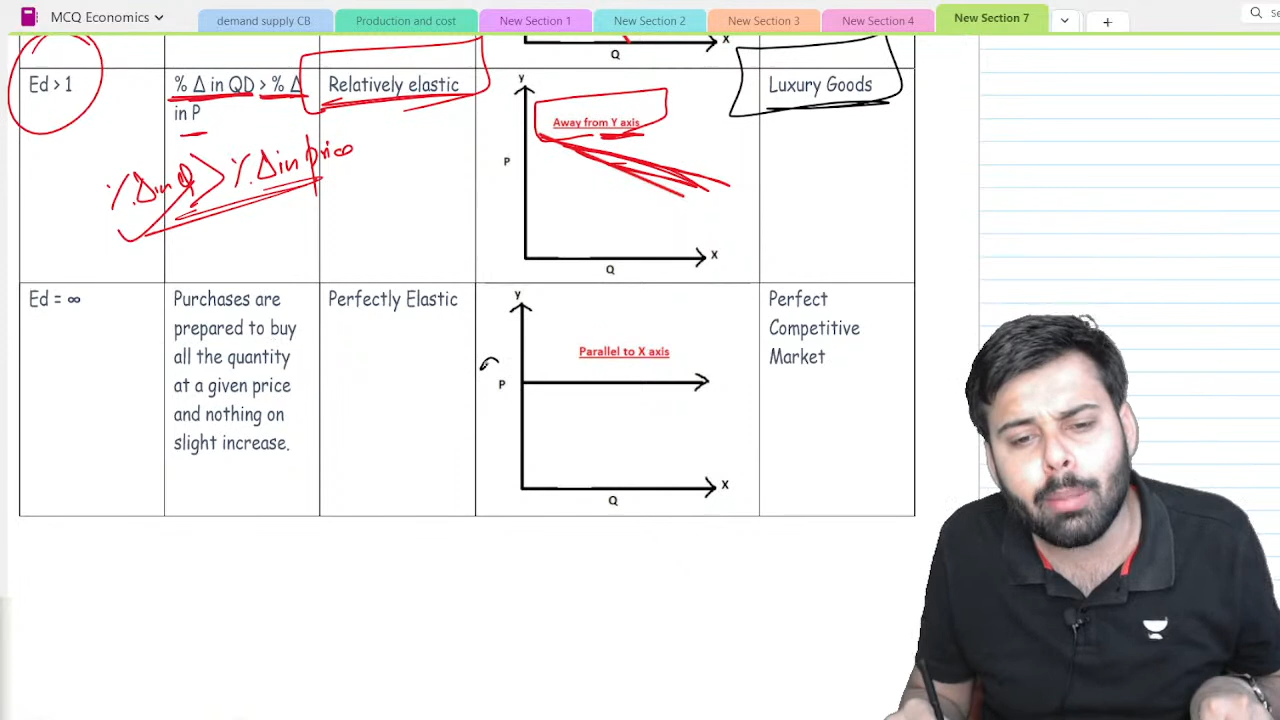 MCQ Economics
demand supply CB
Production and cost
New Section 1
New Section 2
New Section 3
New Section 4
New Section 7
+
Se
Q
X
Ed > 1
% Δ in QD > % Δ
in P
Relatively elastic
Y
Away from Y axis
P
X
Q
Luxury Goods
% Δ in Q > % Δ in price
Ed = ∞
Purchases are
prepared to buy
all the quantity
at a given price
and nothing on
slight increase.
Perfectly Elastic
Y
Parallel to X axis
P
X
Q
Perfect
Competitive
Market